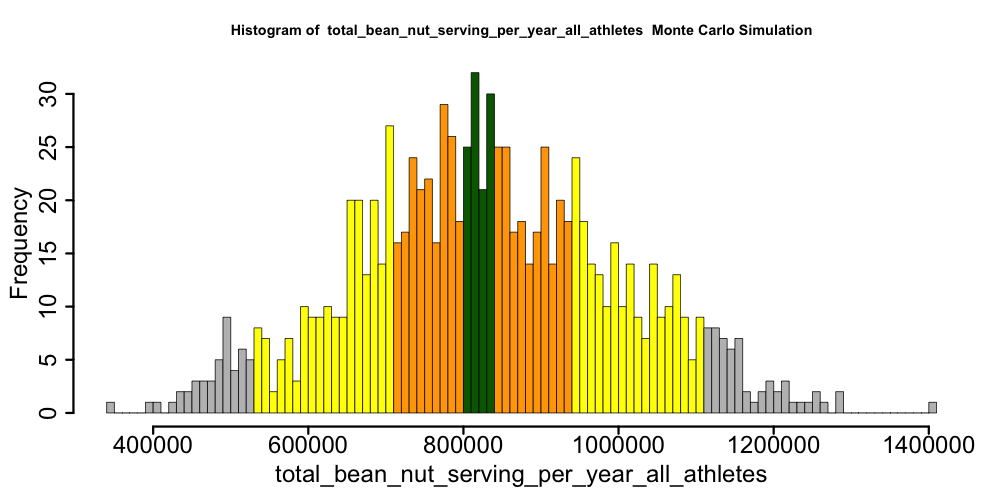 Histogram of total_bean_nut_serving_per_year_all_athletes Monte Carlo Simulation
30
25
20
15
10
5
0
Frequency
400000 600000 800000 1000000 1200000 1400000
total_bean_nut_serving_per_year_all_athletes